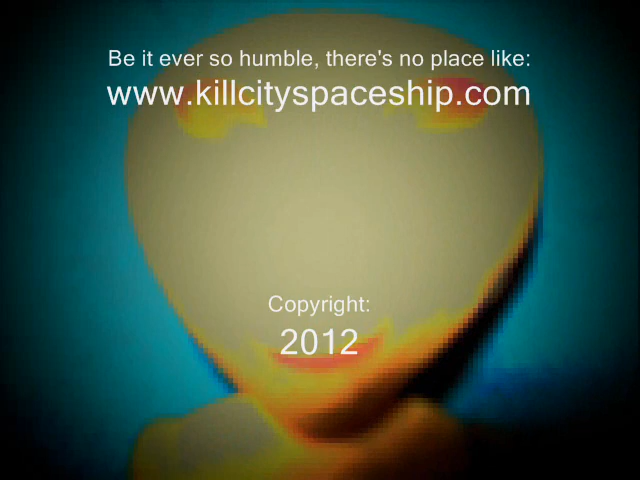 Be it ever so humble, there's no place like:
www.killcityspaceship.com
Copyright:
2012